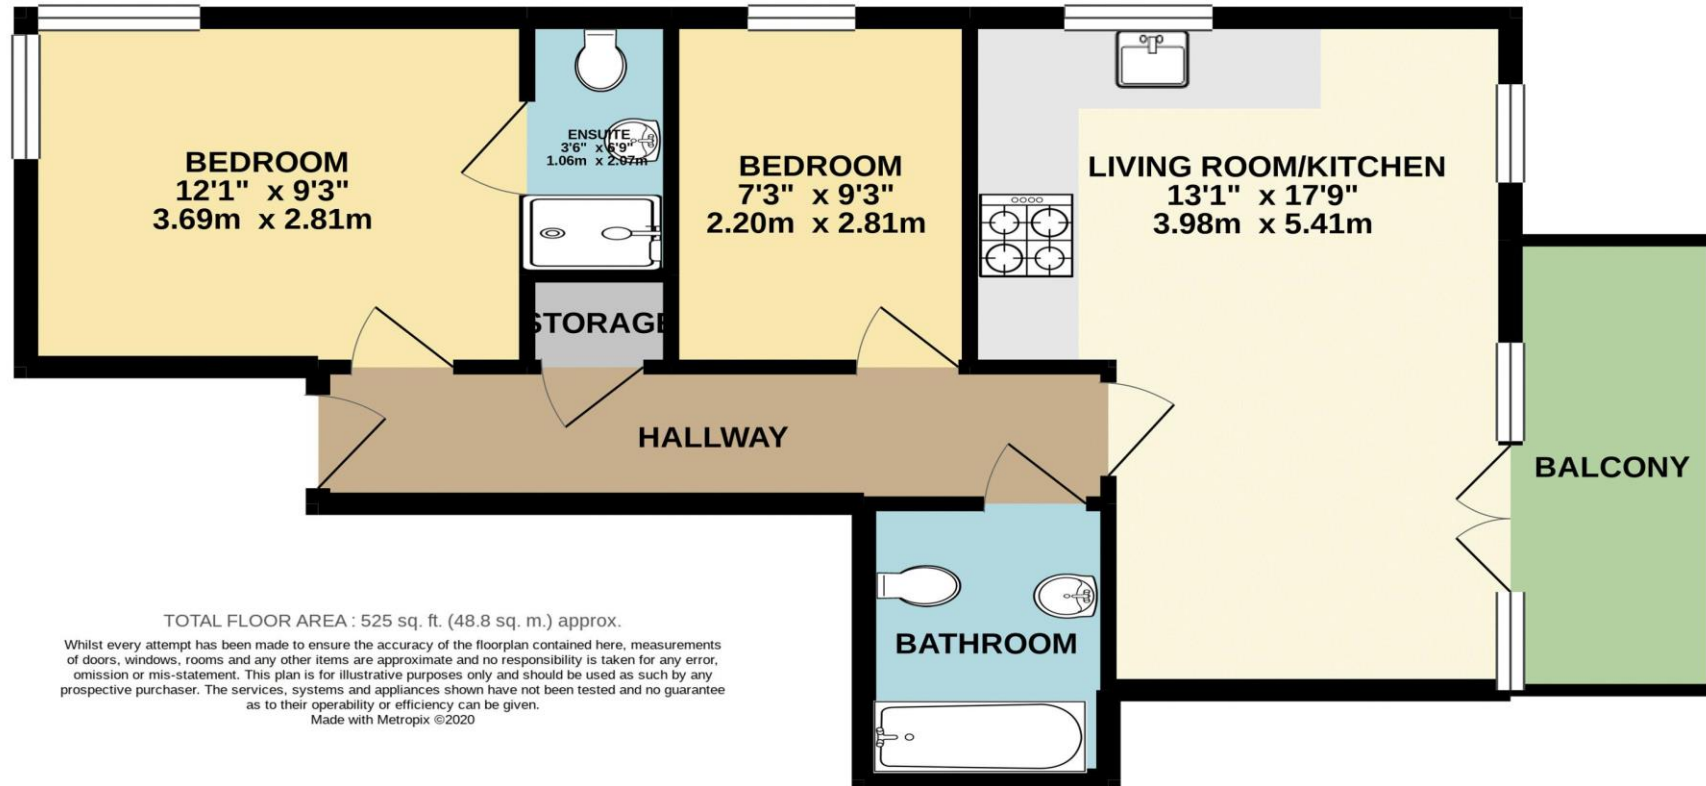 BEDROOM
12'1" x 9'3"
3.69m x 2.81m
ENSUITE
3'6" x 6'9"
1.06m x 2.07m
BEDROOM
7'3" x 9'3"
2.20m x 2.81m
LIVING ROOM/KITCHEN
13'1" x 17'9"
3.98m x 5.41m
STORAGE
HALLWAY
BALCONY
BATHROOM
TOTAL FLOOR AREA : 525 sq. ft. (48.8 sq. m.) approx.
Whilst every attempt has been made to ensure the accuracy of the floorplan contained here, measurements
of doors, windows, rooms and any other items are approximate and no responsibility is taken for any error,
omission or mis-statement. This plan is for illustrative purposes only and should be used as such by any
prospective purchaser. The services, systems and appliances shown have not been tested and no guarantee
as to their operability or efficiency can be given.
Made with Metropix ©2020